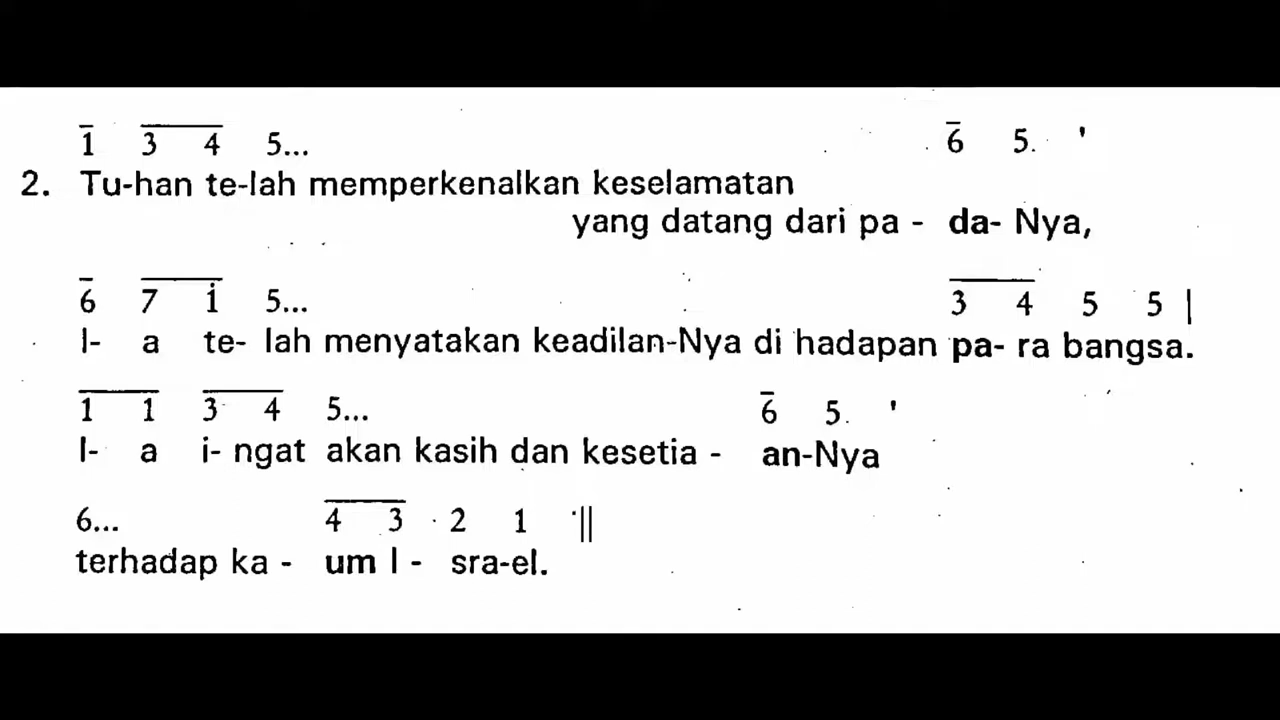 1 3 4 5... 6 5. '
2. Tu-han te-lah memperkenalkan keselamatan
yang datang dari pa - da- Nya,
6 7 i 5... 3 4 5 5 |
I- a te- lah menyatakan keadilan-Nya di hadapan pa- ra bangsa.
1 1 3 4 5... 6 5. '
I- a i- ngat akan kasih dan kesetia - an-Nya
6... 4 3 2 1 ||
terhadap ka - um I - sra-el.